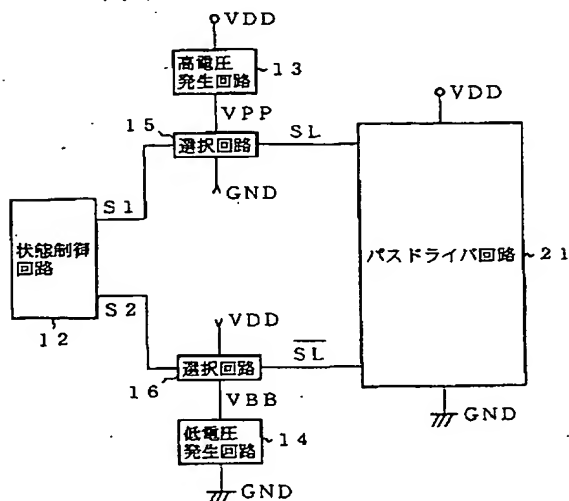 VDD
高電圧
発生回路
13
VPP
15
選択回路
SL
GND
S1
状態制御
回路
12
S2
VDD
選択回路
16
SL
VBB
低電圧
発生回路
14
GND
VDD
パスドライバ回路
21
GND